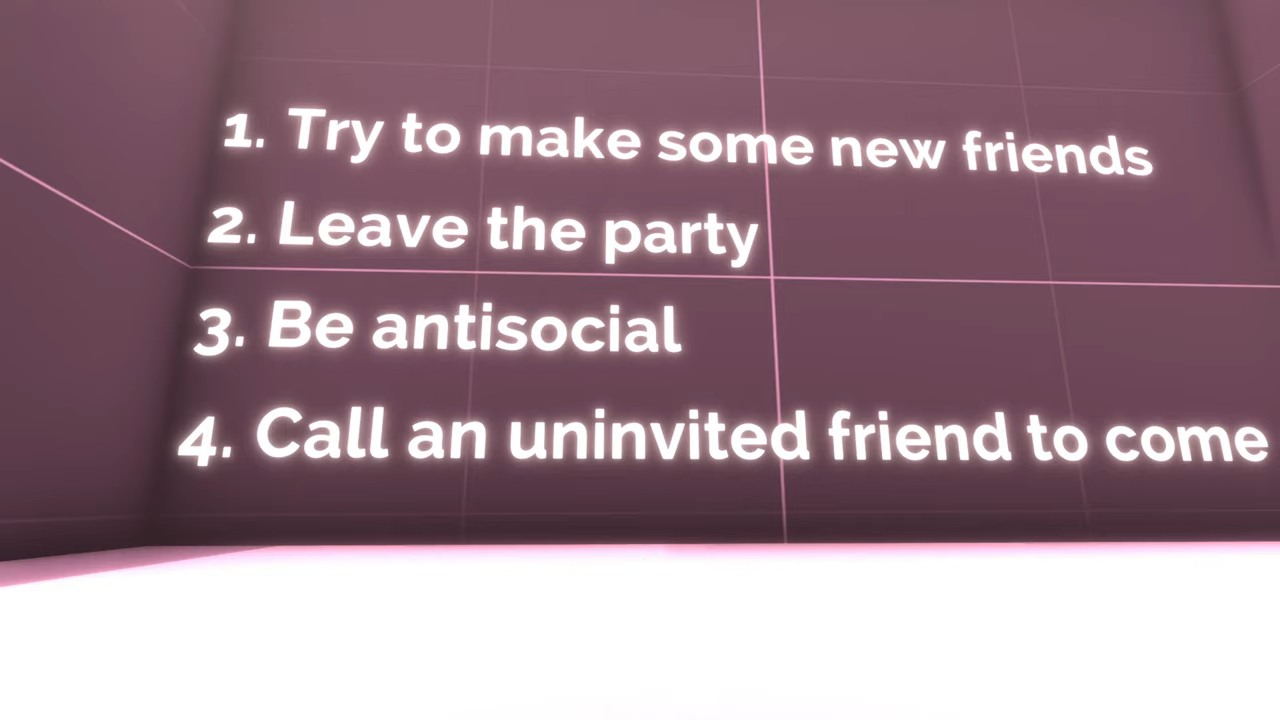 1. Try to make some new friends
2. Leave the party
3. Be antisocial
4. Call an uninvited friend to come